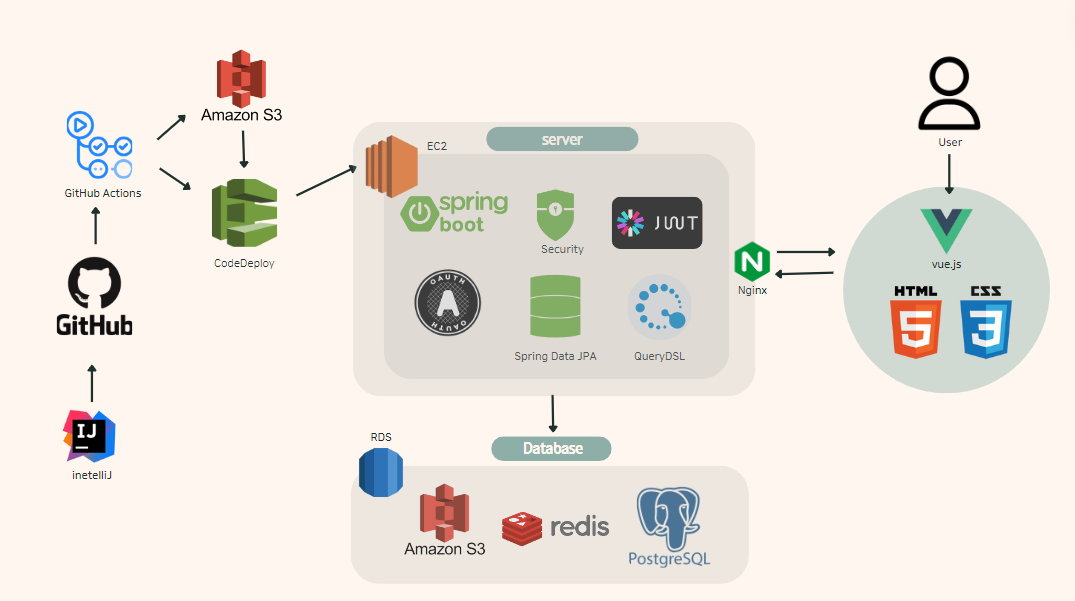 Amazon S3
GitHub Actions
CodeDeploy
GitHub
IJ
inetelliJ
server
EC2
spring
boot
Security
JWT
OAUTH
A
OAUTH
Spring Data JPA
QueryDSL
N
Nginx
User
vue.js
HTML
5
CSS
3
Database
RDS
Amazon S3
redis
PostgreSQL